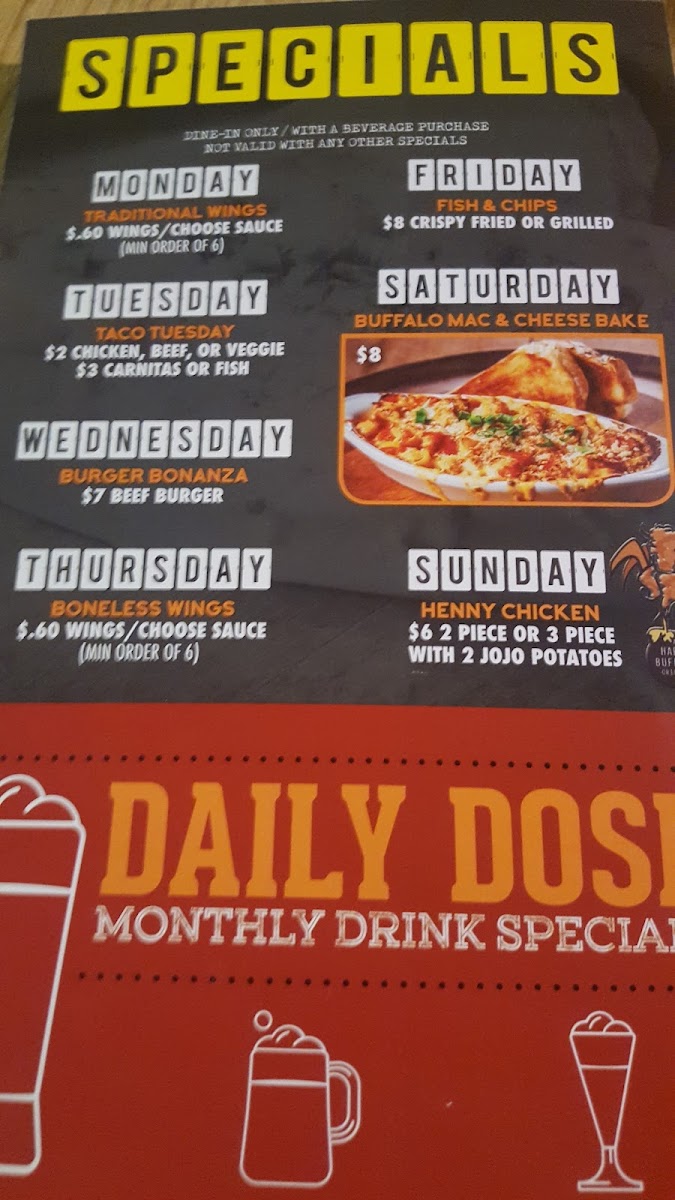 SPECIALS
DINE-IN ONLY / WITH A BEVERAGE PURCHASE
NOT VALID WITH ANY OTHER SPECIALS
MONDAY
TRADITIONAL WINGS
$.60 WINGS/CHOOSE SAUCE
(MIN ORDER OF 6)
TUESDAY
TACO TUESDAY
$2 CHICKEN, BEEF, OR VEGGIE
$3 CARNITAS OR FISH
WEDNESDAY
BURGER BONANZA
$7 BEEF BURGER
THURSDAY
BONELESS WINGS
$.60 WINGS/CHOOSE SAUCE
(MIN ORDER OF 6)
FRIDAY
FISH & CHIPS
$8 CRISPY FRIED OR GRILLED
SATURDAY
BUFFALO MAC & CHEESE BAKE
$8
SUNDAY
HENNY CHICKEN
$6 2 PIECE OR 3 PIECE
WITH 2 JOJO POTATOES
DAILY DOSE
MONTHLY DRINK SPECIA